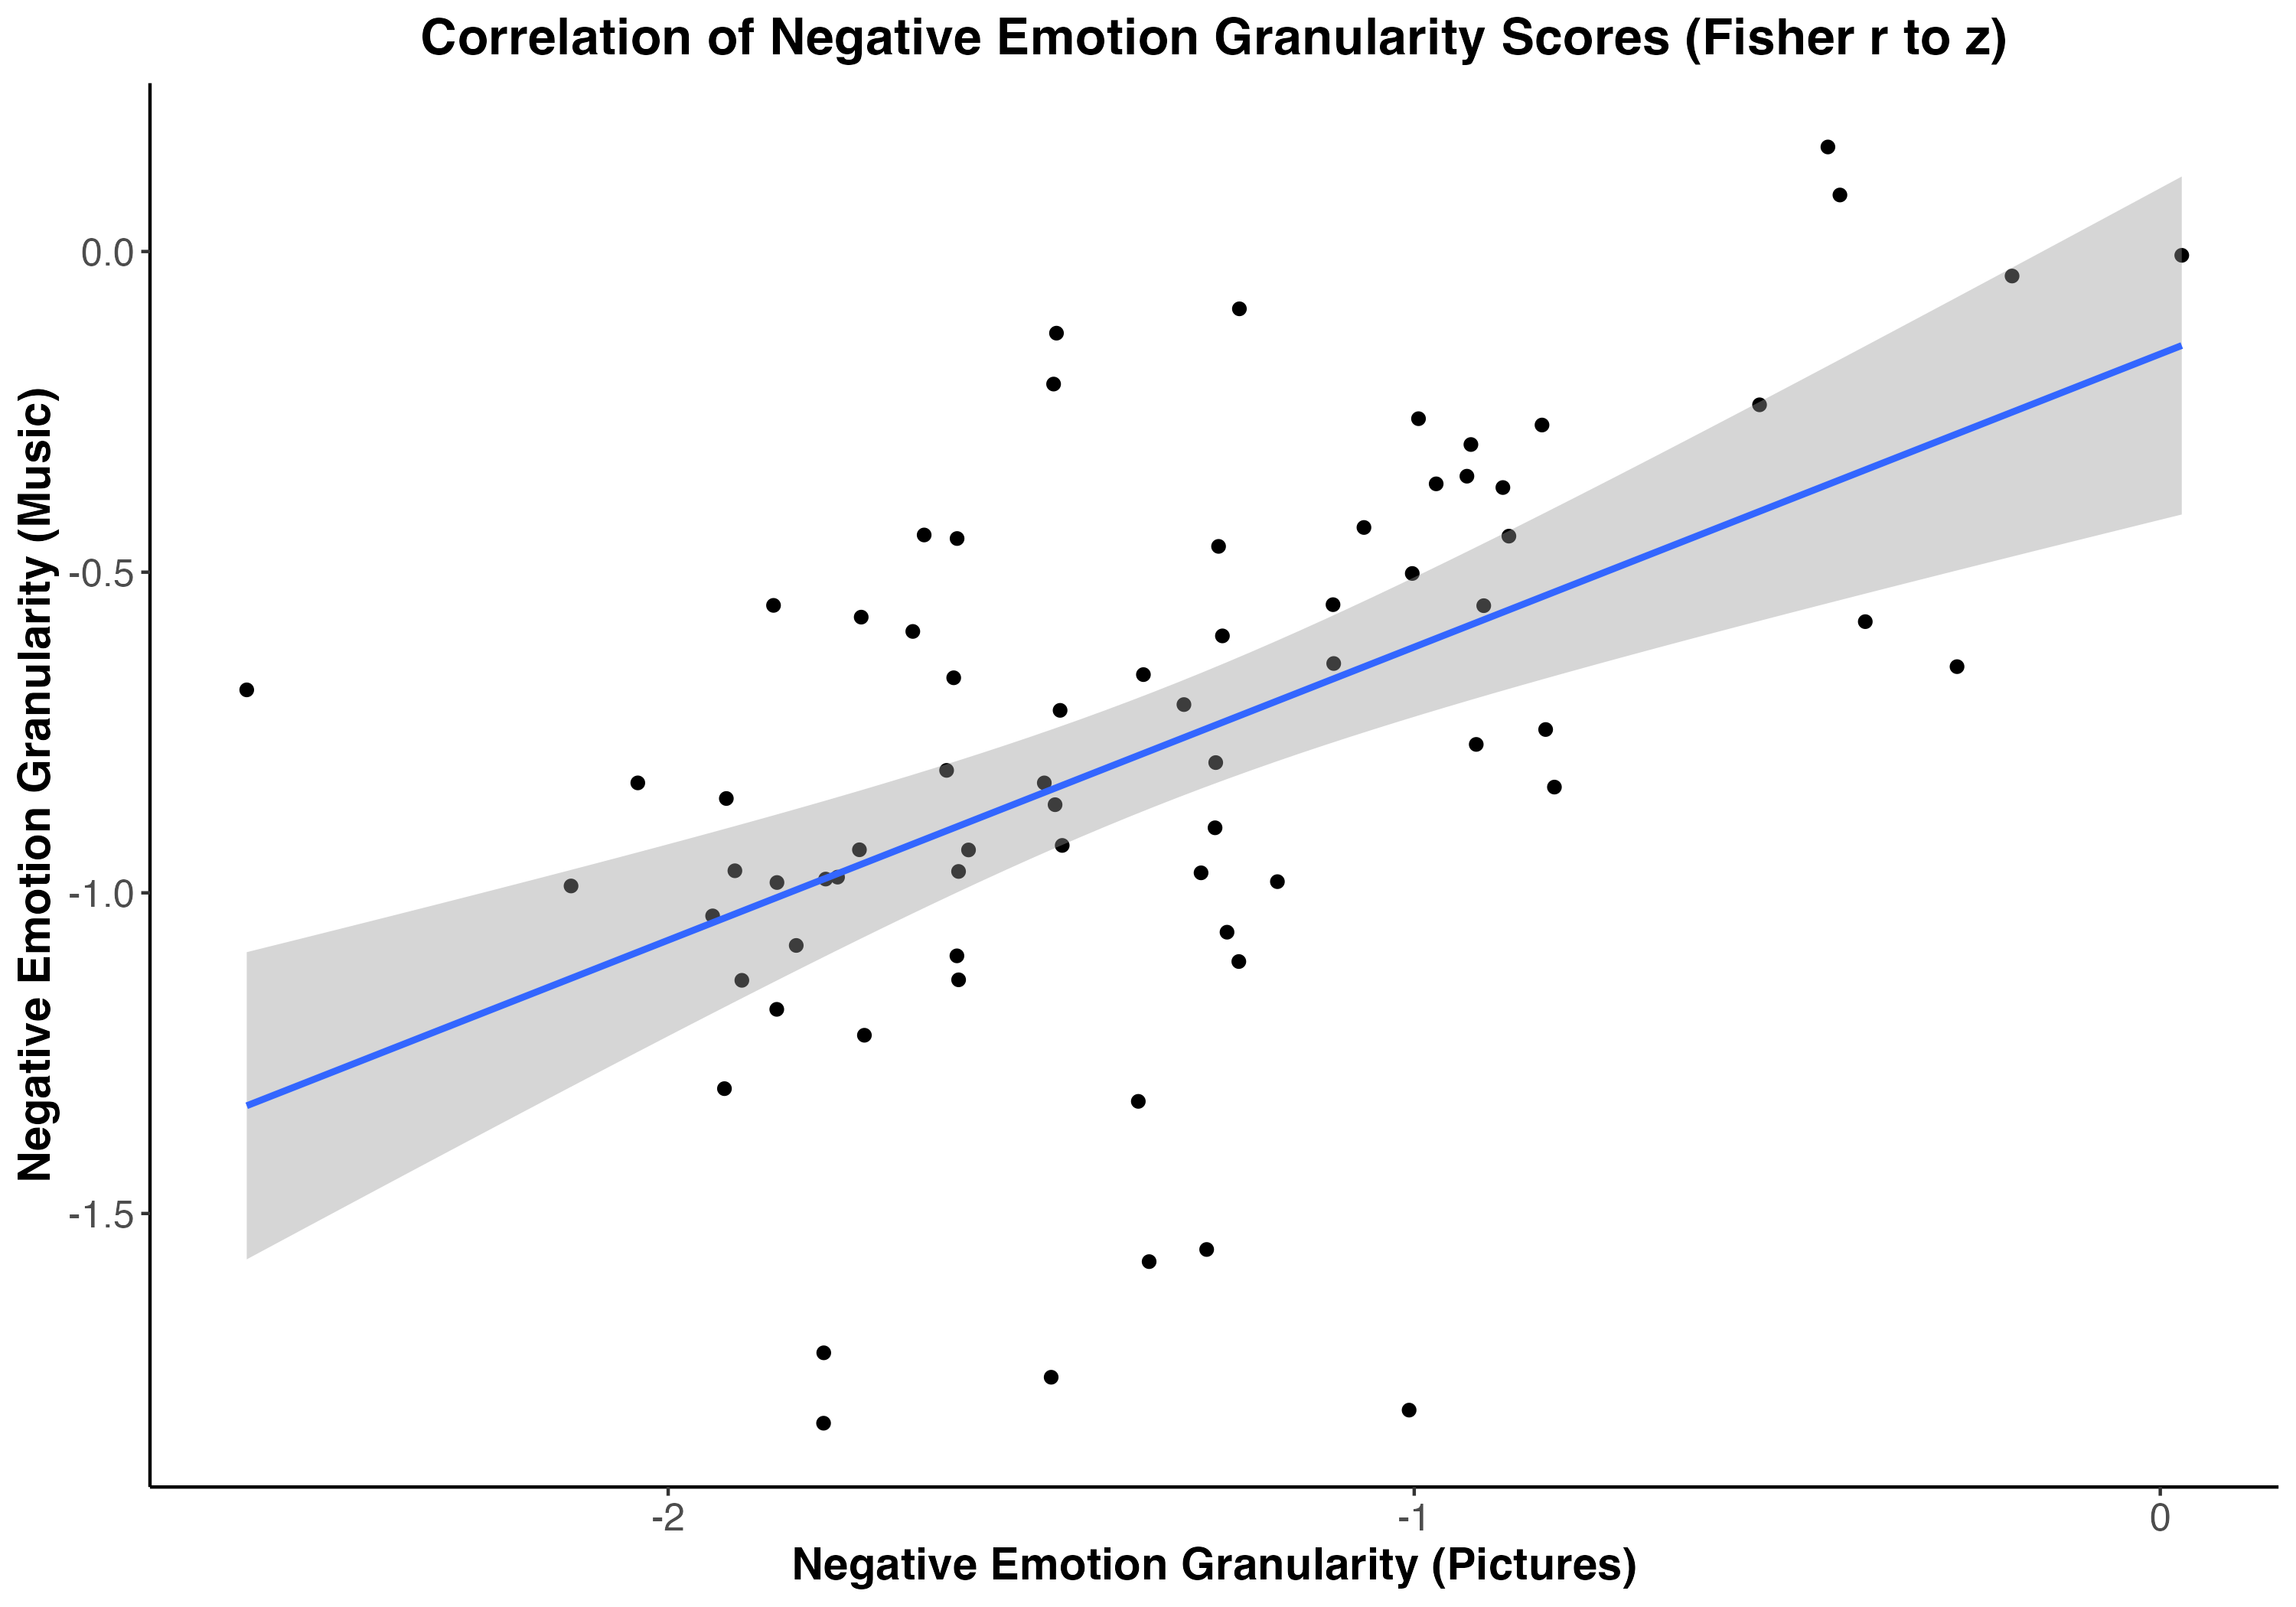 Correlation of Negative Emotion Granularity Scores (Fisher r to z)
Negative Emotion Granularity (Music)
0.0
-0.5
-1.0
-1.5
-2
-1
0
Negative Emotion Granularity (Pictures)